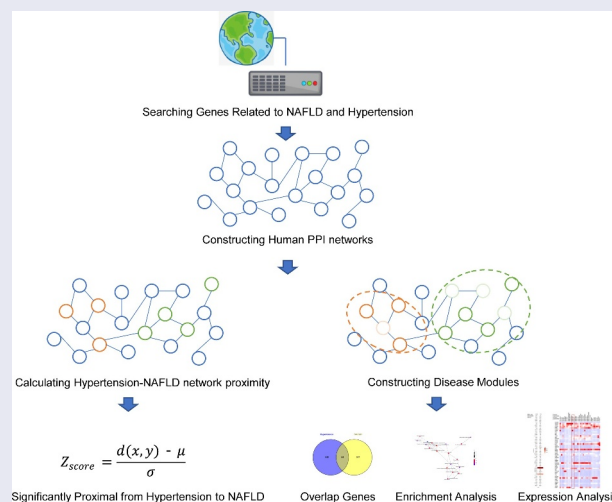 Searching Genes Related to NAFLD and Hypertension
Constructing Human PPI networks
Calculating Hypertension-NAFLD network proximity
Constructing Disease Modules
Zscore = d(x,y) - μ / σ
Significantly Proximal from Hypertension to NAFLD
Overlap Genes
Enrichment Analysis
Expression Analysis